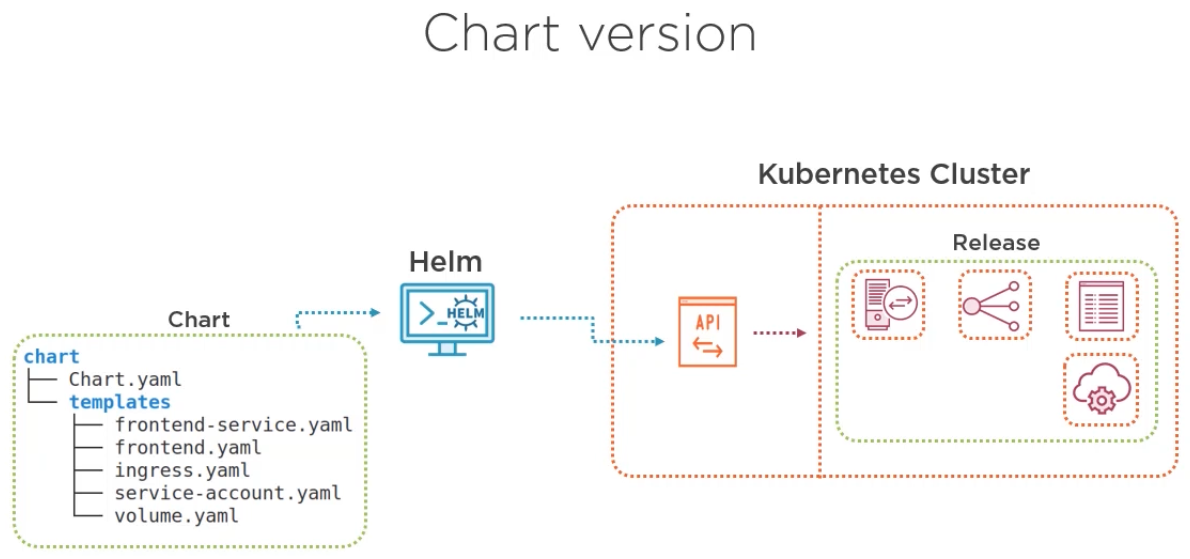 Chart version
Kubernetes Cluster
Release
Helm
>_HELM
API
Chart
chart
Chart.yaml
templates
frontend-service.yaml
frontend.yaml
ingress.yaml
service-account.yaml
volume.yaml